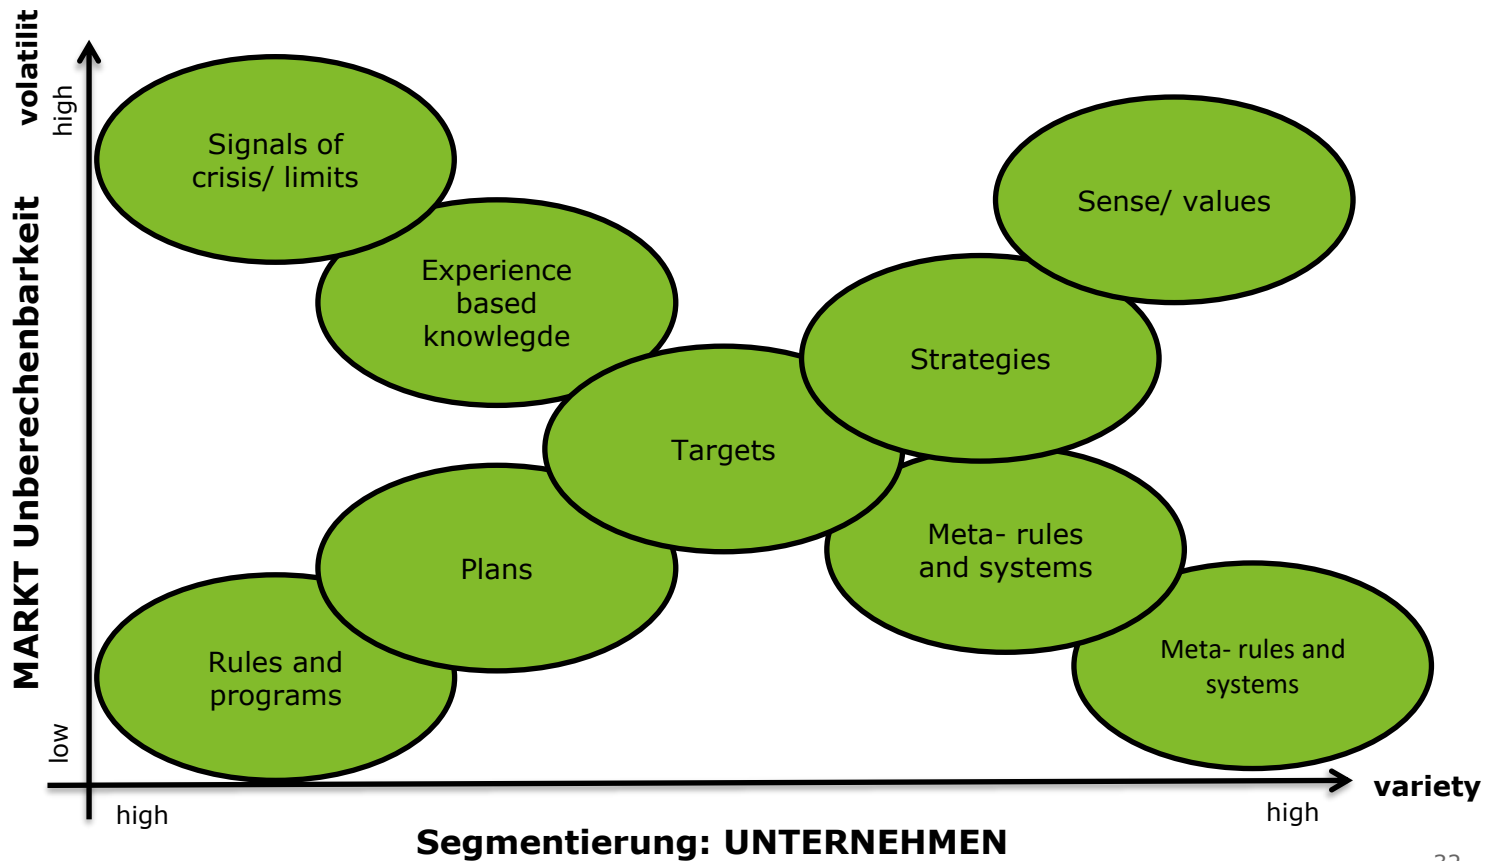 volatilit
high
MARKT Unberechenbarkeit
low
Signals of
crisis/ limits
Experience
based
knowlegde
Sense/ values
Strategies
Targets
Plans
Meta- rules
and systems
Rules and
programs
Meta- rules and
systems
variety
high
high
Segmentierung: UNTERNEHMEN